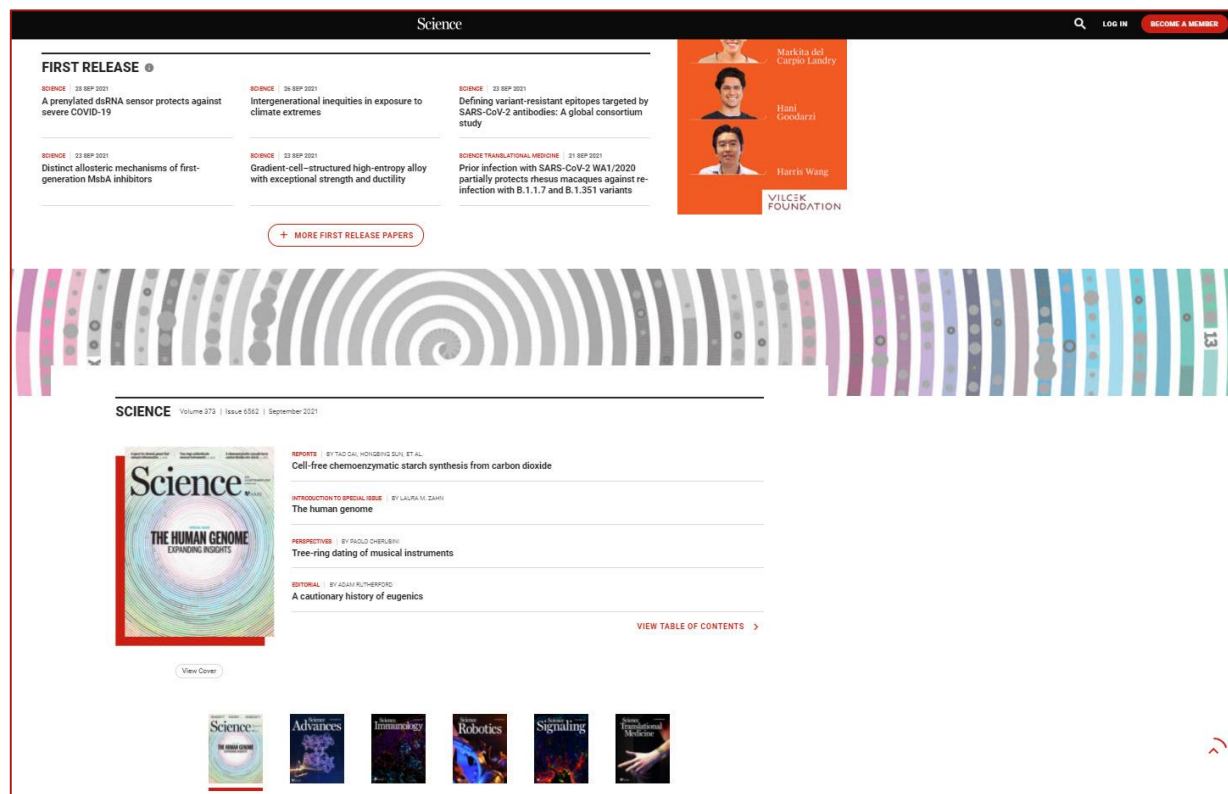 Science
LOG IN
BECOME A MEMBER
FIRST RELEASE
SCIENCE | 28 SEP 2021
A prenylated dsRNA sensor protects against
severe COVID-19
SCIENCE | 26 SEP 2021
Intergenerational inequities in exposure to
climate extremes
SCIENCE | 23 SEP 2021
Defining variant-resistant epitopes targeted by
SARS-CoV-2 antibodies: A global consortium
study
SCIENCE | 23 SEP 2021
Distinct allosteric mechanisms of first-
generation MsbA inhibitors
SCIENCE | 23 SEP 2021
Gradient-cell–structured high-entropy alloy
with exceptional strength and ductility
SCIENCE TRANSLATIONAL MEDICINE | 21 SEP 2021
Prior infection with SARS-CoV-2 WA1/2020
partially protects rhesus macaques against re-
infection with B.1.1.7 and B.1.351 variants
+ MORE FIRST RELEASE PAPERS
Markita del
Carpio Landry
Hani
Goodarzi
Harris Wang
VILCEK
FOUNDATION
13
SCIENCE Volume 373 | Issue 6562 | September 2021
Science
THE HUMAN GENOME
EXPANDING INSIGHTS
REPORTS | BY TAO CAI, HONGBING SUN, ET AL.
Cell-free chemoenzymatic starch synthesis from carbon dioxide
INTRODUCTION TO SPECIAL ISSUE | BY LAURA M. ZAHN
The human genome
PERSPECTIVES | BY PAOLO CHERUBINI
Tree-ring dating of musical instruments
EDITORIAL | BY ADAM RUTHERFORD
A cautionary history of eugenics
VIEW TABLE OF CONTENTS >
View Cover
Science
THE HUMAN GENOME
Science
Advances
Science
Immunology
Science
Robotics
Science
Signaling
Science
Translational
Medicine